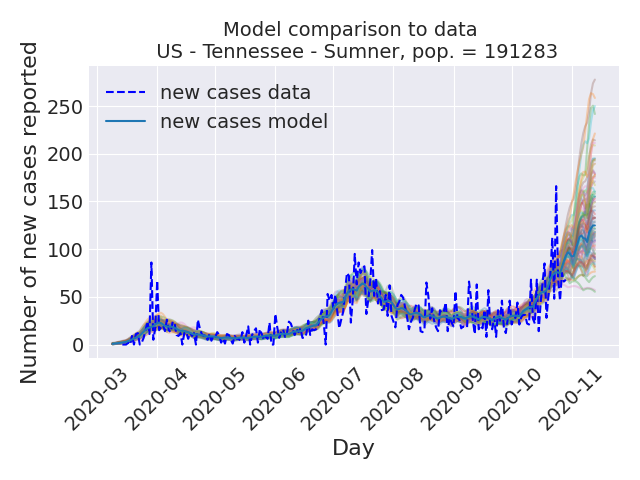 Model comparison to data
US - Tennessee - Sumner, pop. = 191283
Number of new cases reported
250
200
150
100
50
0
new cases data
new cases model
2020-03
2020-04
2020-05
2020-06
2020-07
2020-08
2020-09
2020-10
2020-11
Day